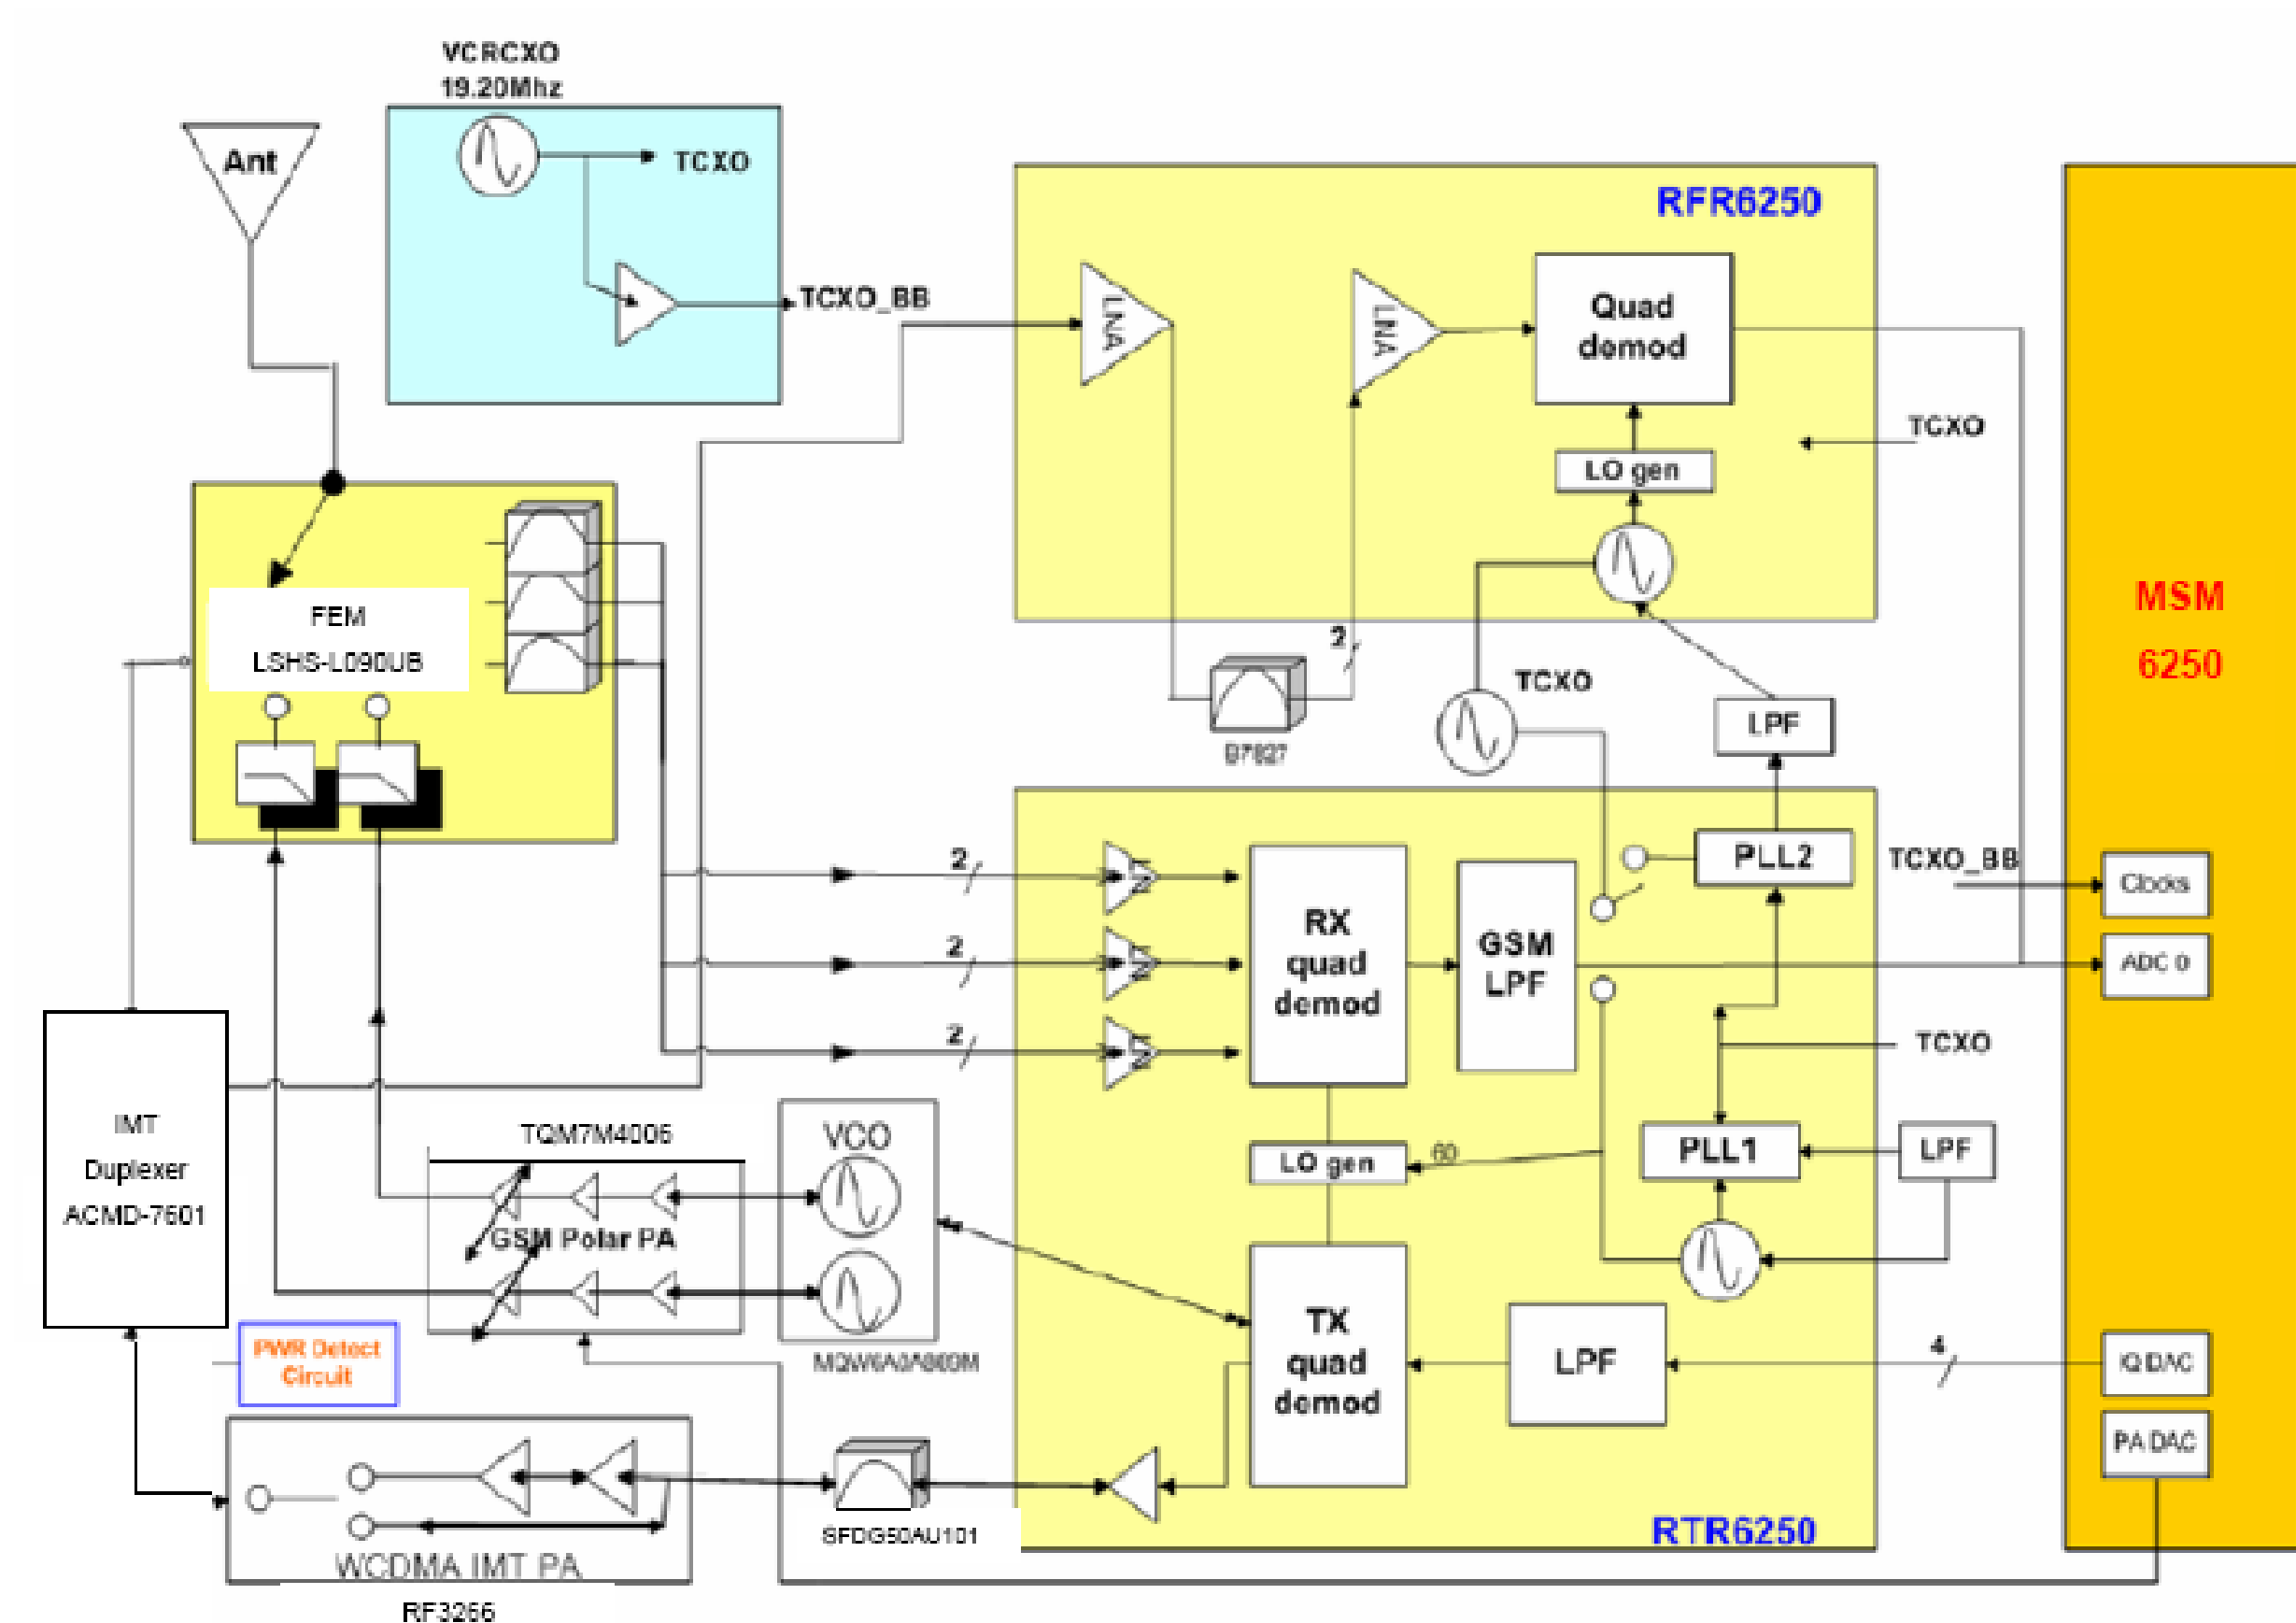 VCRCXO
19.20Mhz
Ant
TCXO
TCXO_BB
RFR6250
LNA
LNA
Quad
demod
TCXO
LO gen
MSM
6250
FEM
LSHS-L090UB
2
TCXO
LPF
B7827
PLL2
TCXO_BB
Clocks
2
RX
quad
demod
GSM
LPF
2
ADC 0
2
TCXO
IMT
Duplexer
ACMD-7601
TQM7M4006
VCO
LO gen
60
PLL1
LPF
GSM Polar PA
PWR Detect
Circuit
TX
quad
demod
LPF
4
IQ DAC
PA DAC
SFDG50AU101
RTR6250
WCDMA IMT PA
RF3266